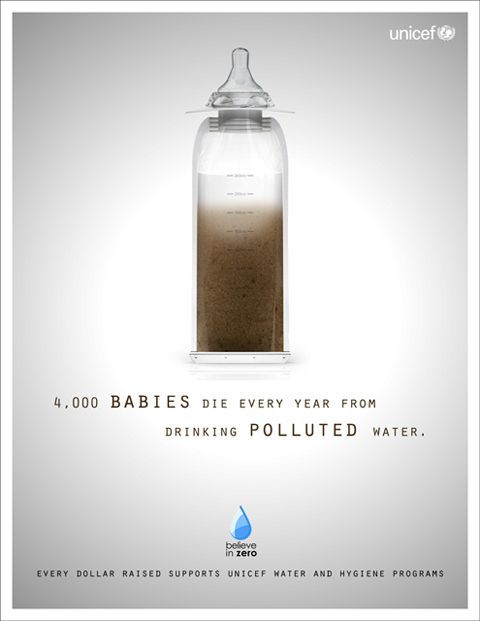 unicef
4,000 BABIES DIE EVERY YEAR FROM
DRINKING POLLUTED WATER.
believe
in zero
EVERY DOLLAR RAISED SUPPORTS UNICEF WATER AND HYGIENE PROGRAMS